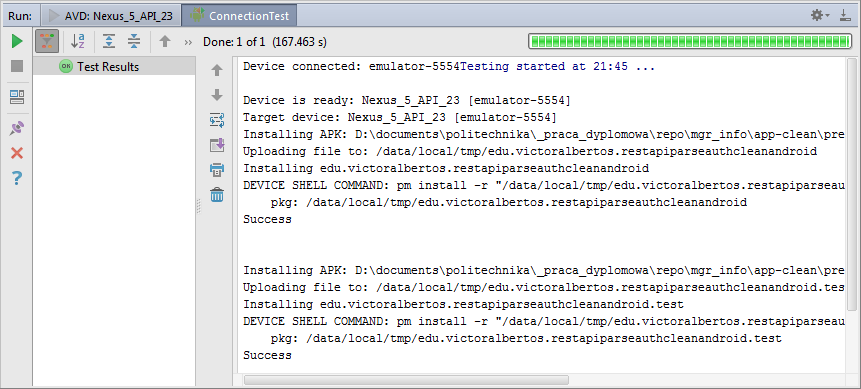 Run: AVD: Nexus_5_API_23 ConnectionTest
Done: 1 of 1 (167.463 s)
OK Test Results
Device connected: emulator-5554Testing started at 21:45 ...
Device is ready: Nexus_5_API_23 [emulator-5554]
Target device: Nexus_5_API_23 [emulator-5554]
Installing APK: D:\documents\politechnika\_praca_dyplomowa\repo\mgr_info\app-clean\pre
Uploading file to: /data/local/tmp/edu.victoralbertos.restapiparseauthcleanandroid
Installing edu.victoralbertos.restapiparseauthcleanandroid
DEVICE SHELL COMMAND: pm install -r "/data/local/tmp/edu.victoralbertos.restapiparseau
pkg: /data/local/tmp/edu.victoralbertos.restapiparseauthcleanandroid
Success
Installing APK: D:\documents\politechnika\_praca_dyplomowa\repo\mgr_info\app-clean\pre
Uploading file to: /data/local/tmp/edu.victoralbertos.restapiparseauthcleanandroid.tes
Installing edu.victoralbertos.restapiparseauthcleanandroid.test
DEVICE SHELL COMMAND: pm install -r "/data/local/tmp/edu.victoralbertos.restapiparseau
pkg: /data/local/tmp/edu.victoralbertos.restapiparseauthcleanandroid.test
Success